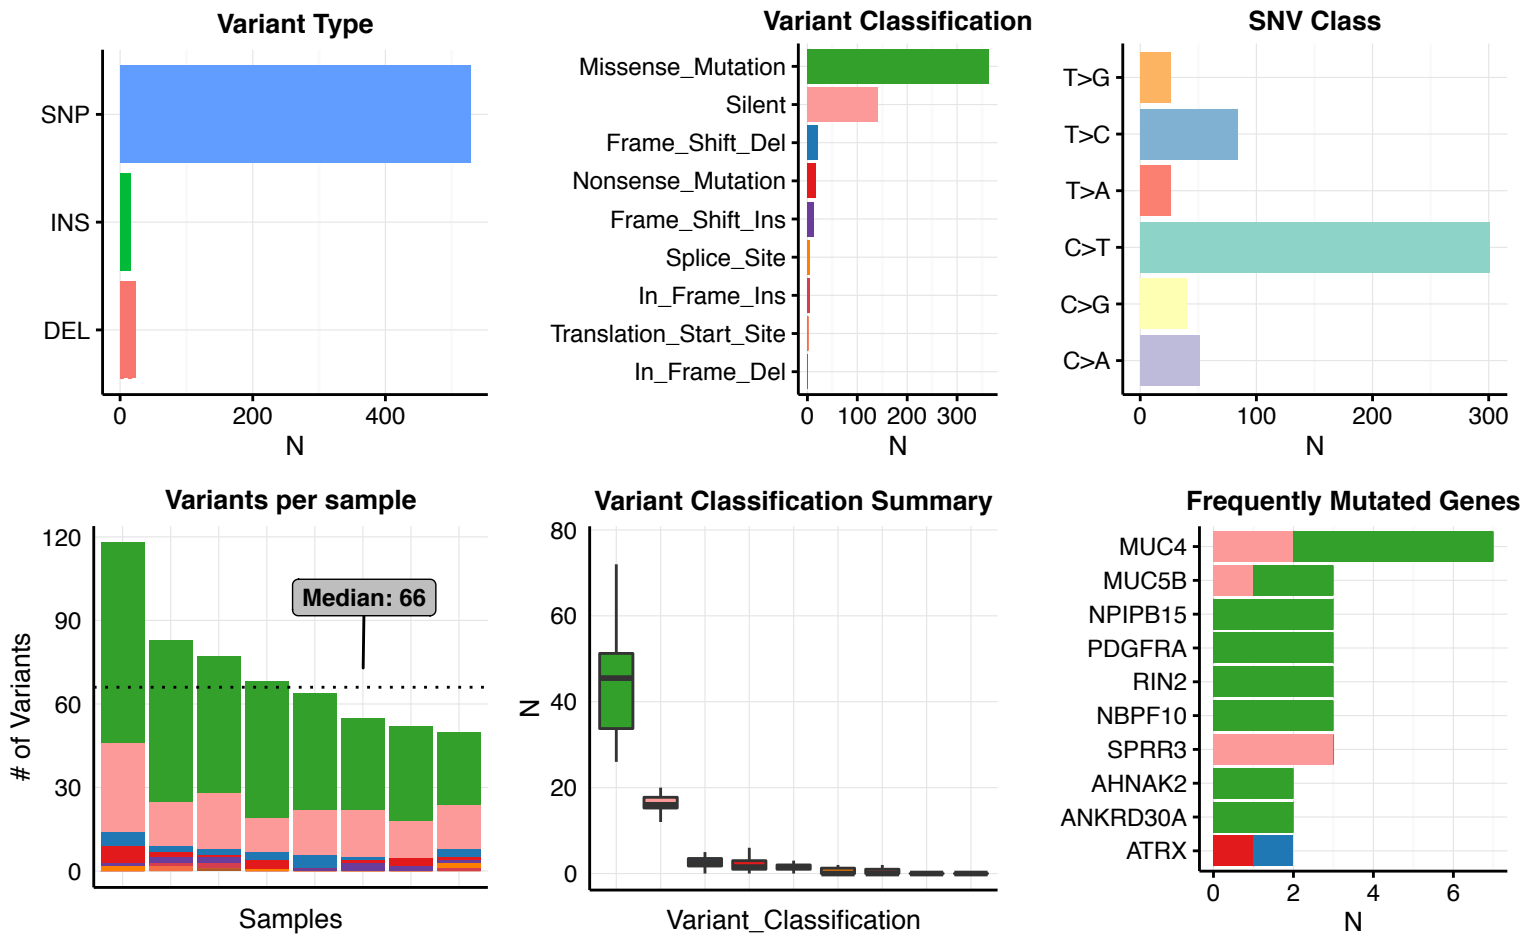 Variant Type
SNP
INS
DEL
0 200 400
N
Variant Classification
Missense_Mutation
Silent
Frame_Shift_Del
Nonsense_Mutation
Frame_Shift_Ins
Splice_Site
In_Frame_Ins
Translation_Start_Site
In_Frame_Del
0 100 200 300
N
SNV Class
T>G
T>C
T>A
C>T
C>G
C>A
0 100 200 300
N
Variants per sample
# of Variants
120
90
60
30
0
Median: 66
Samples
Variant Classification Summary
N
80
60
40
20
0
Variant_Classification
Frequently Mutated Genes
MUC4
MUC5B
NPIPB15
PDGFRA
RIN2
NBPF10
SPRR3
AHNAK2
ANKRD30A
ATRX
0 2 4 6
N